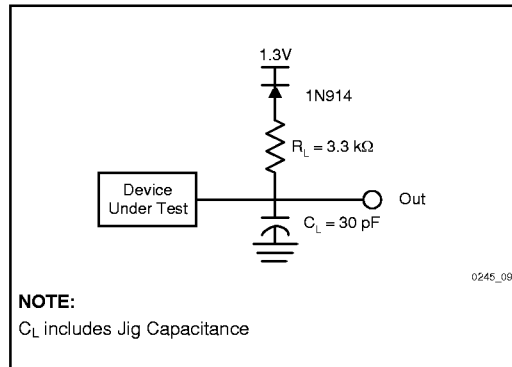 1.3V
1N914
R_L = 3.3 kΩ
Device
Under Test
Out
C_L = 30 pF
0245_09
NOTE:
C_L includes Jig Capacitance